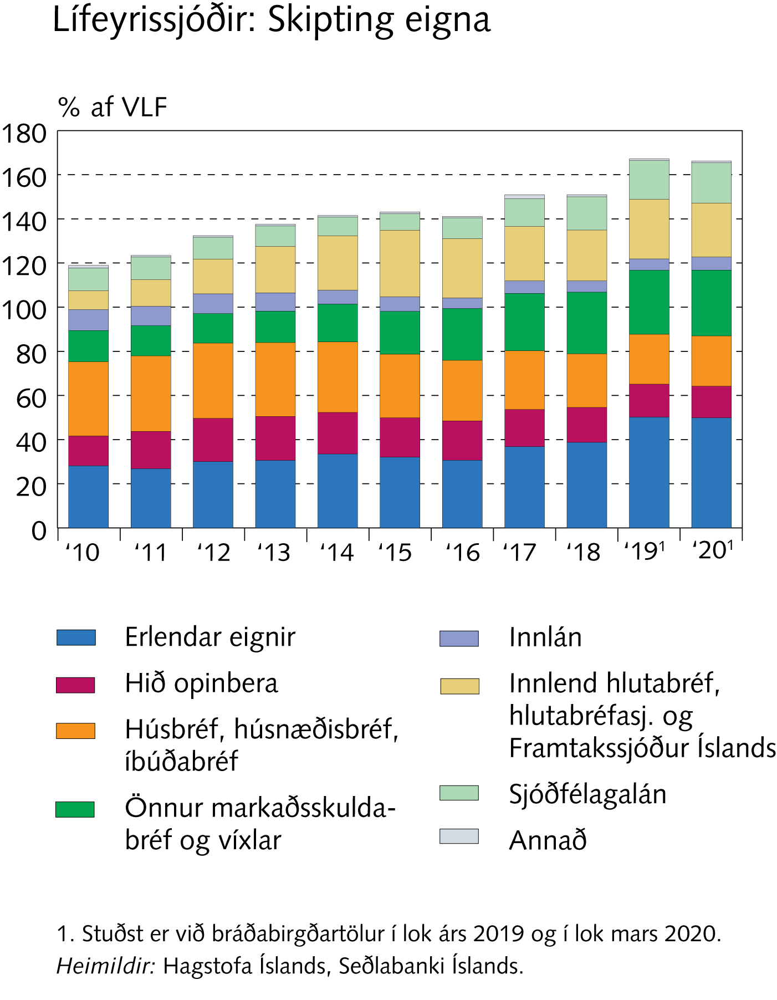 Lífeyrissjóðir: Skipting eigna
% af VLF
180
160
140
120
100
80
60
40
20
0
‘10 ‘11 ‘12 ‘13 ‘14 ‘15 ‘16 ‘17 ‘18 ‘19¹ ‘20¹
Erlendar eignir
Hið opinbera
Húsbréf, húsnæðisbréf,
íbúðabréf
Önnur markaðsskulda-
bréf og víxlar
Innlán
Innlend hlutabréf,
hlutabréfasj. og
Framtakssjóður Íslands
Sjóðfélagalán
Annað
1. Stuðst er við bráðabirgðartölur í lok árs 2019 og í lok mars 2020.
Heimildir: Hagstofa Íslands, Seðlabanki Íslands.